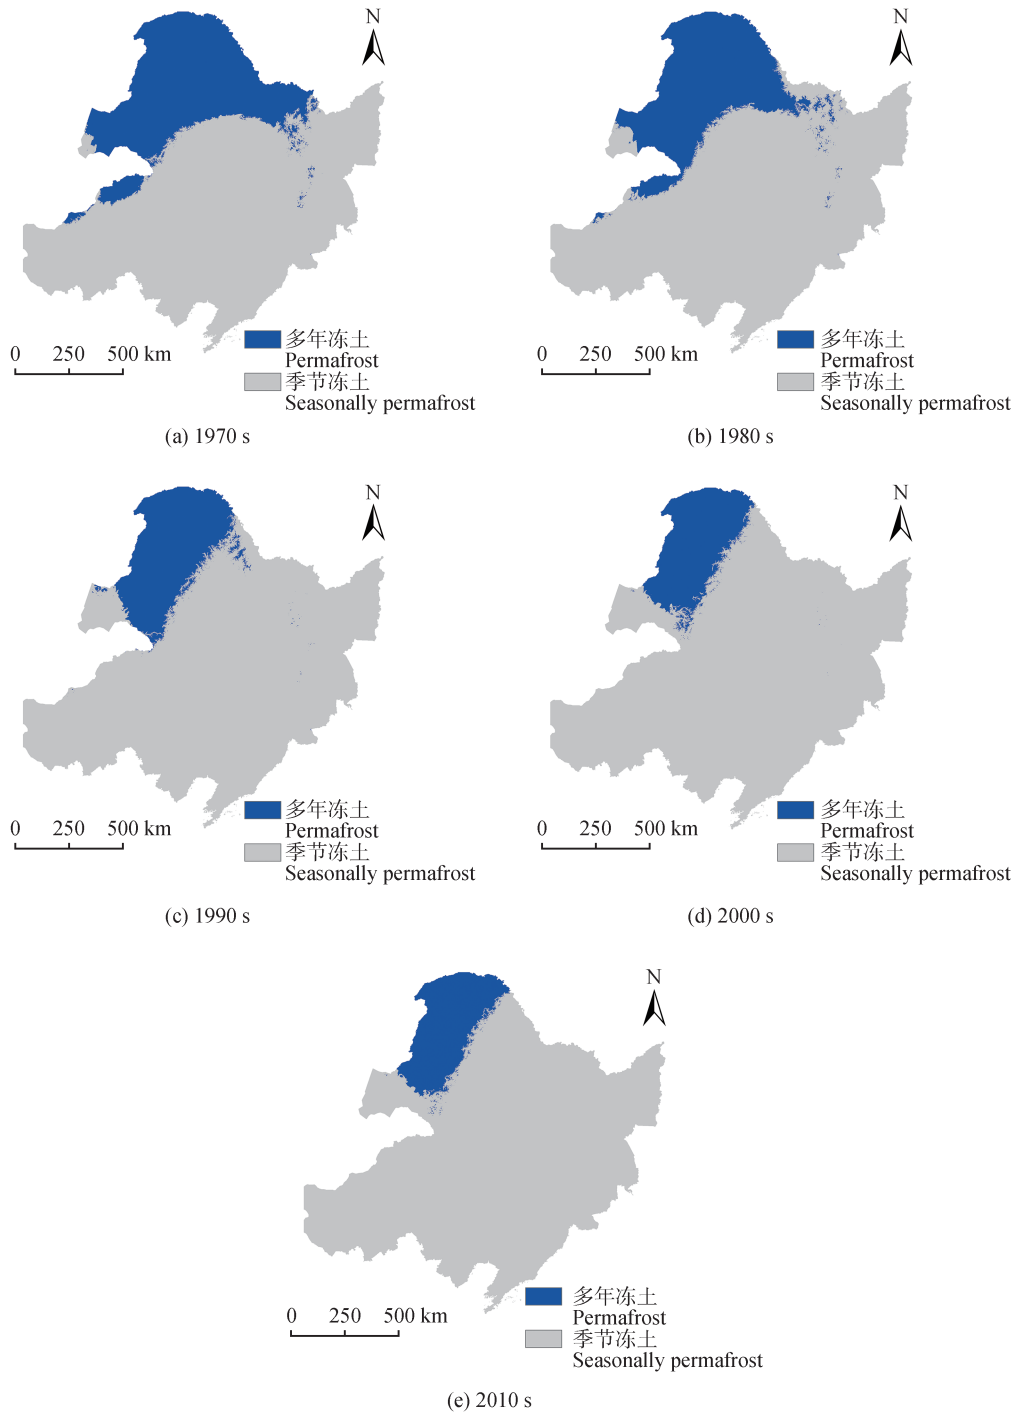 N
N
0 250 500 km
多年冻土
Permafrost
季节冻土
Seasonally permafrost
0 250 500 km
多年冻土
Permafrost
季节冻土
Seasonally permafrost
(a) 1970 s
(b) 1980 s
N
N
0 250 500 km
多年冻土
Permafrost
季节冻土
Seasonally permafrost
0 250 500 km
多年冻土
Permafrost
季节冻土
Seasonally permafrost
(c) 1990 s
(d) 2000 s
N
0 250 500 km
多年冻土
Permafrost
季节冻土
Seasonally permafrost
(e) 2010 s